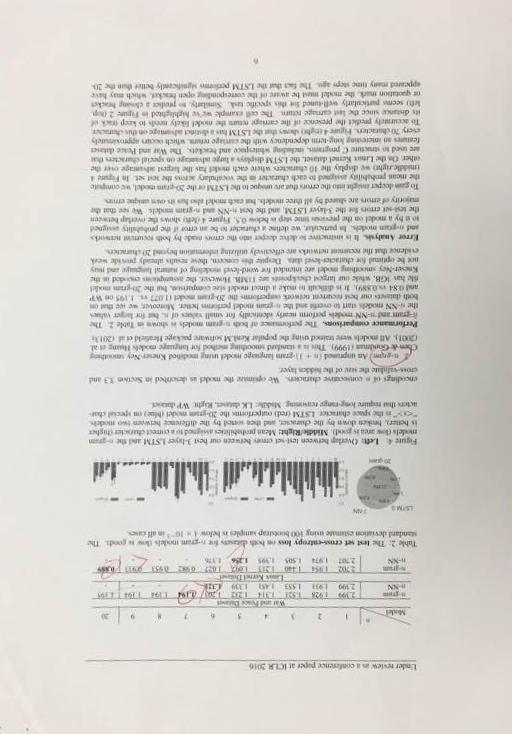 Under review as a conference paper at ICLR 2016
Model n 1 2 3 4 5 6 7 8 9 20
War and Peace Dataset
n-gram 2.399 1.928 1.521 1.314 1.232 1.203 1.194 1.194 1.194 1.195
n-NN 2.399 1.931 1.553 1.451 1.339 1.321 - - - -
Linux Kernel Dataset
n-gram 2.702 1.954 1.440 1.213 1.097 1.027 0.982 0.953 0.933 0.889
n-NN 2.707 1.974 1.505 1.395 1.256 1.376 - - - -
Table 2: The test set cross-entropy loss on both datasets for n-gram models (low is good). The
standard deviation estimate using 100 bootstrap samples is below 4 × 10⁻³ in all cases.
LSTM-3
7-NN
20-gram
Figure 4: Left: Overlap between test-set errors between our best 3-layer LSTM and the n-gram
models (low area is good). Middle/Right: Mean probabilities assigned to a correct character (higher
is better), broken down by the character, and then sorted by the difference between two models.
"<>" is the space character. LSTM (red) outperforms the 20-gram model (blue) on special char-
acters that require long-range reasoning. Middle: LK dataset, Right: WP dataset.
encodings of n consecutive characters. We optimize the model as described in Section 3.3 and
cross-validate the size of the hidden layer.
2. n-gram: An unpruned (n + 1)-gram language model using modified Kneser-Ney smoothing
Chen & Goodman (1999). This is a standard smoothing method for language models Huang et al.
(2001). All models were trained using the popular KenLM software package Heafield et al. (2013).
Performance comparisons. The performance of both n-gram models is shown in Table 2. The
n-gram and n-NN models perform nearly identically for small values of n, but for larger values
the n-NN models start to overfit and the n-gram model performs better. Moreover, we see that on
both datasets our best recurrent network outperforms the 20-gram model (1.077 vs. 1.195 on WP
and 0.84 vs. 0.889). It is difficult to make a direct model size comparison, but the 20-gram model
file has 3GB, while our largest checkpoints are 11MB. However, the assumptions encoded in the
Kneser-Ney smoothing model are intended for word-level modeling of natural language and may
not be optimal for character-level data. Despite this concern, these results already provide weak
evidence that the recurrent networks are effectively utilizing information beyond 20 characters.
Error Analysis. It is instructive to delve deeper into the errors made by both recurrent networks
and n-gram models. In particular, we define a character to be an error if the probability assigned
to it by a model on the previous time step is below 0.5. Figure 4 (left) shows the overlap between
the test-set errors for the 3-layer LSTM, and the best n-NN and n-gram models. We see that the
majority of errors are shared by all three models, but each model also has its own unique errors.
To gain deeper insight into the errors that are unique to the LSTM or the 20-gram model, we compute
the mean probability assigned to each character in the vocabulary across the test set. In Figure 4
(middle,right) we display the 10 characters where each model has the largest advantage over the
other. On the Linux Kernel dataset, the LSTM displays a large advantage on special characters that
are used to structure C programs, including whitespace and brackets. The War and Peace dataset
features an interesting long-term dependency with the carriage return, which occurs approximately
every 70 characters. Figure 4 (right) shows that the LSTM has a distinct advantage on this character.
To accurately predict the presence of the carriage return the model likely needs to keep track of
its distance since the last carriage return. The cell example we've highlighted in Figure 2 (top,
left) seems particularly well-tuned for this specific task. Similarly, to predict a closing bracket
or quotation mark, the model must be aware of the corresponding open bracket, which may have
appeared many time steps ago. The fact that the LSTM performs significantly better than the 20-
6